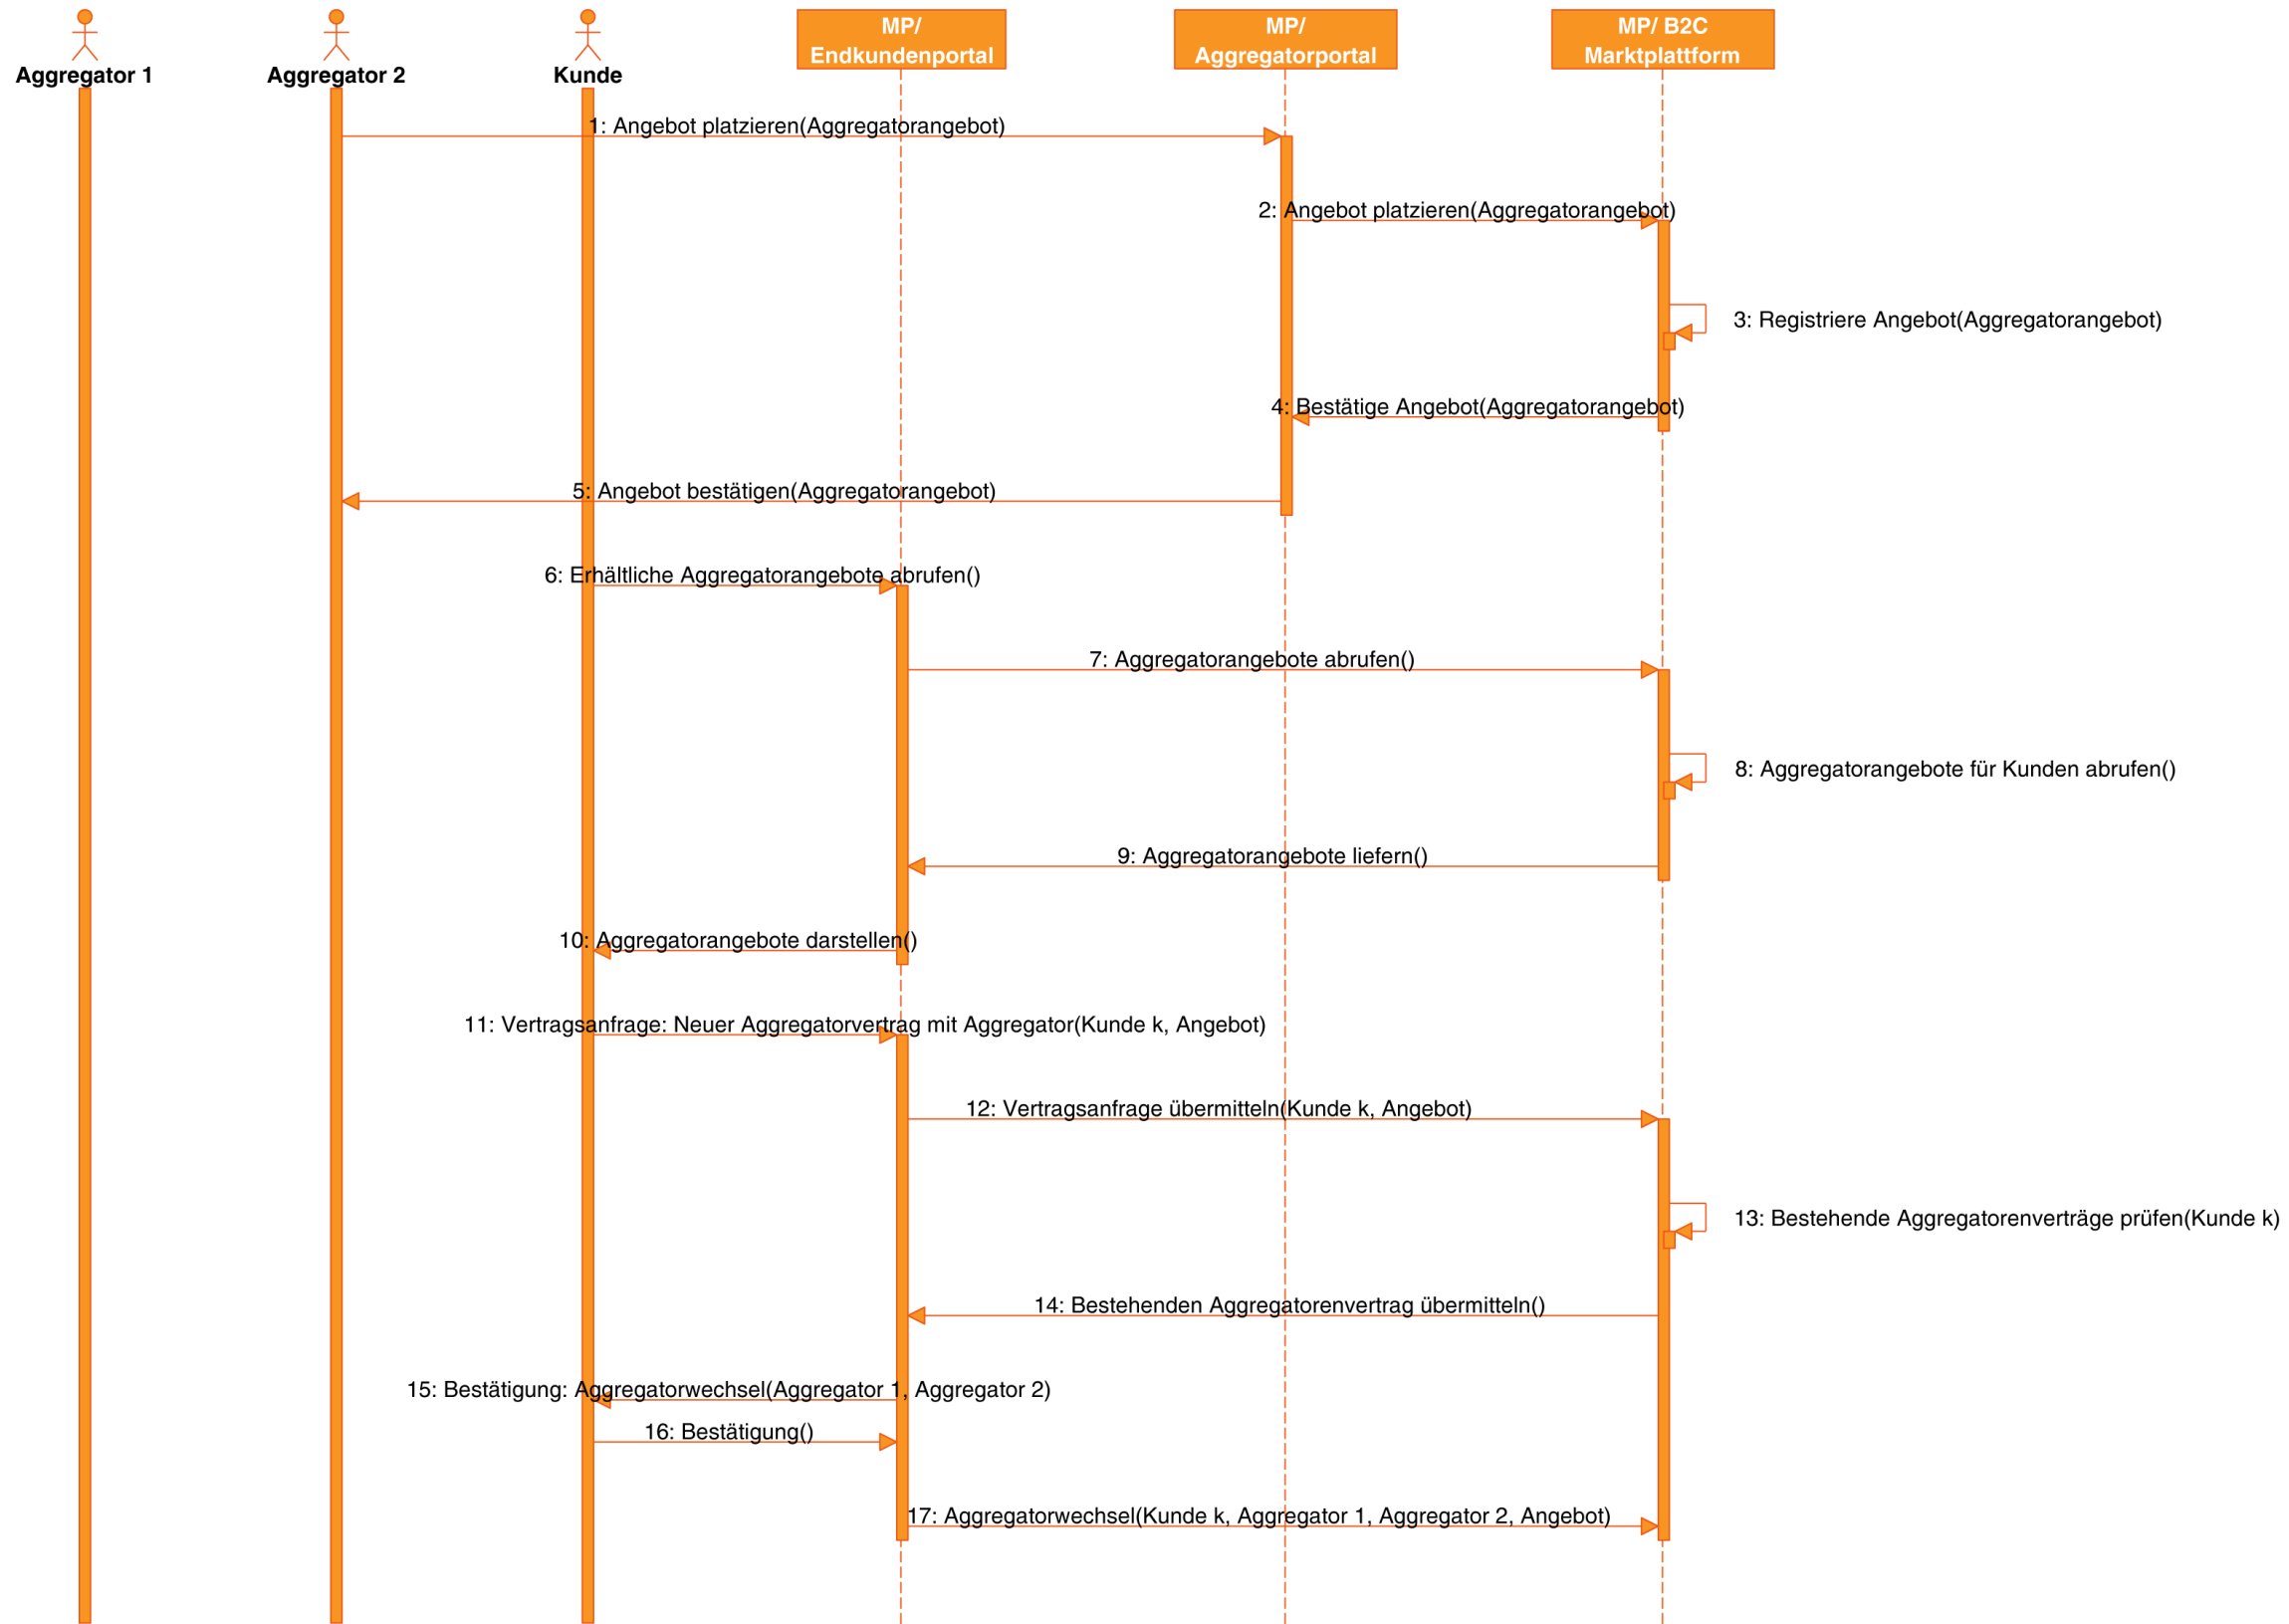 Aggregator 1
Aggregator 2
Kunde
MP/
Endkundenportal
MP/
Aggregatorportal
MP/ B2C
Marktplattform
1: Angebot platzieren(Aggregatorangebot)
2: Angebot platzieren(Aggregatorangebot)
3: Registriere Angebot(Aggregatorangebot)
4: Bestätige Angebot(Aggregatorangebot)
5: Angebot bestätigen(Aggregatorangebot)
6: Erhältliche Aggregatorangebote abrufen()
7: Aggregatorangebote abrufen()
8: Aggregatorangebote für Kunden abrufen()
9: Aggregatorangebote liefern()
10: Aggregatorangebote darstellen()
11: Vertragsanfrage: Neuer Aggregatorvertrag mit Aggregator(Kunde k, Angebot)
12: Vertragsanfrage übermitteln(Kunde k, Angebot)
13: Bestehende Aggregatorenverträge prüfen(Kunde k)
14: Bestehenden Aggregatorenvertrag übermitteln()
15: Bestätigung: Aggregatorwechsel(Aggregator 1, Aggregator 2)
16: Bestätigung()
17: Aggregatorwechsel(Kunde k, Aggregator 1, Aggregator 2, Angebot)